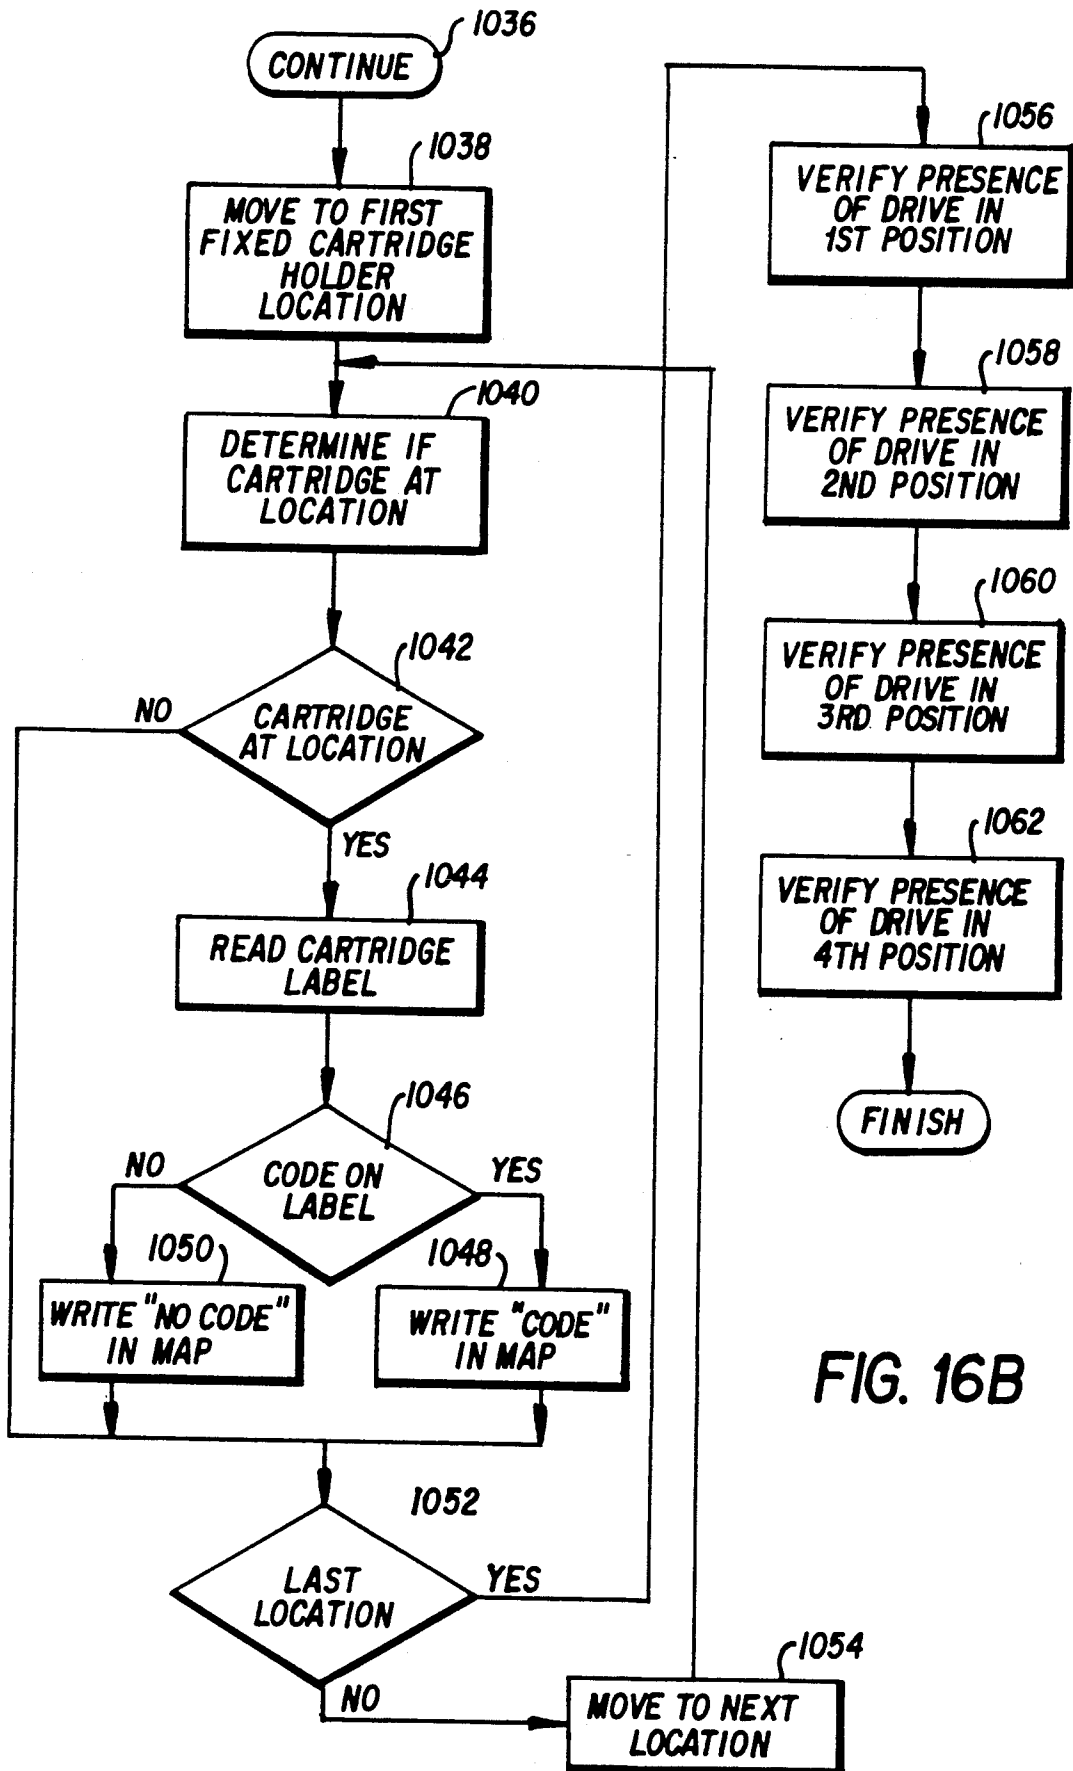 1036
CONTINUE
1038
MOVE TO FIRST
FIXED CARTRIDGE
HOLDER
LOCATION
1040
DETERMINE IF
CARTRIDGE AT
LOCATION
1042
NO
CARTRIDGE
AT LOCATION
YES
1044
READ CARTRIDGE
LABEL
1046
NO
CODE ON
LABEL
YES
1050
WRITE "NO CODE"
IN MAP
1048
WRITE "CODE"
IN MAP
1052
LAST
LOCATION
YES
NO
1054
MOVE TO NEXT
LOCATION
1056
VERIFY PRESENCE
OF DRIVE IN
1ST POSITION
1058
VERIFY PRESENCE
OF DRIVE IN
2ND POSITION
1060
VERIFY PRESENCE
OF DRIVE IN
3RD POSITION
1062
VERIFY PRESENCE
OF DRIVE IN
4TH POSITION
FINISH
FIG. 16B